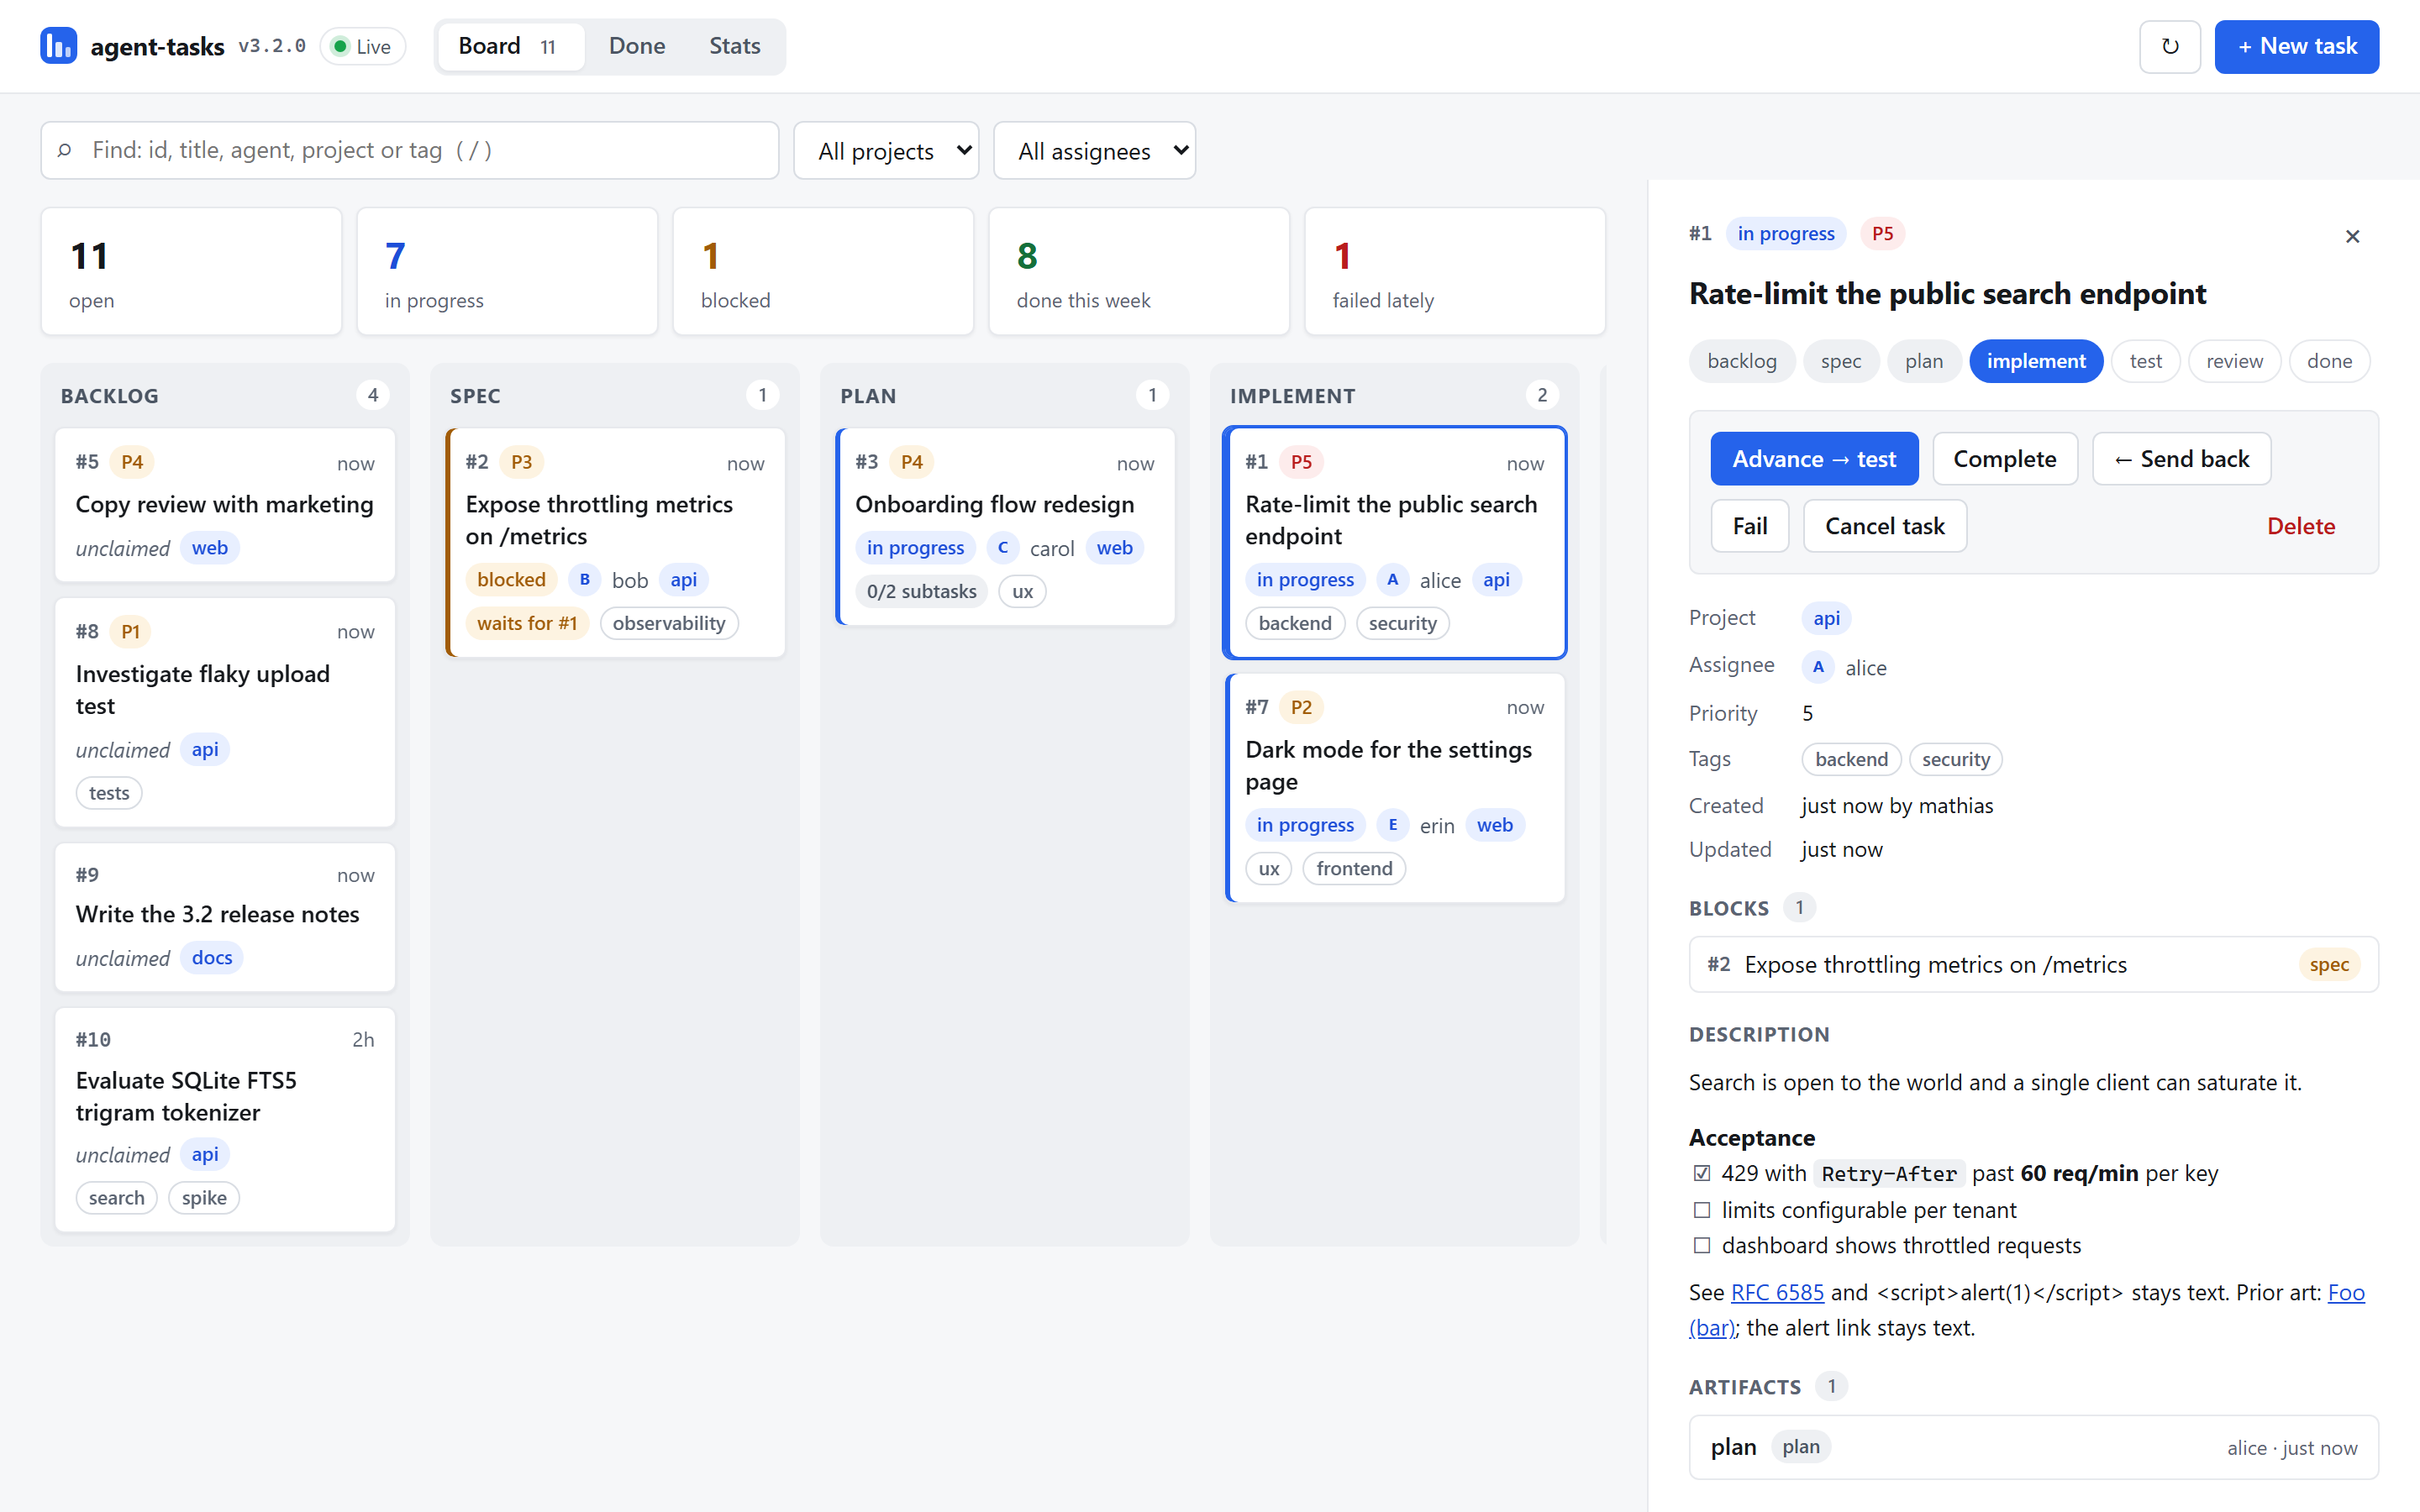 agent-tasks v3.2.0 Live Board 11 Done Stats ↻ + New task
Find: id, title, agent, project or tag ( / ) All projects All assignees
11
open
7
in progress
1
blocked
8
done this week
1
failed lately
BACKLOG 4
#5 P4 now
Copy review with marketing
unclaimed web
#8 P1 now
Investigate flaky upload
test
unclaimed api
tests
#9 now
Write the 3.2 release notes
unclaimed docs
#10 2h
Evaluate SQLite FTS5
trigram tokenizer
unclaimed api
search spike
SPEC 1
#2 P3 now
Expose throttling metrics
on /metrics
blocked B bob api
waits for #1 observability
PLAN 1
#3 P4 now
Onboarding flow redesign
in progress C carol web
0/2 subtasks ux
IMPLEMENT 2
#1 P5 now
Rate-limit the public search
endpoint
in progress A alice api
backend security
#7 P2 now
Dark mode for the settings
page
in progress E erin web
ux frontend
#1 in progress P5 ✕
Rate-limit the public search endpoint
backlog spec plan implement test review done
Advance → test Complete ← Send back
Fail Cancel task Delete
Project api
Assignee A alice
Priority 5
Tags backend security
Created just now by mathias
Updated just now
BLOCKS 1
#2 Expose throttling metrics on /metrics spec
DESCRIPTION
Search is open to the world and a single client can saturate it.
Acceptance
☑ 429 with Retry-After past 60 req/min per key
☐ limits configurable per tenant
☐ dashboard shows throttled requests
See RFC 6585 and <script>alert(1)</script> stays text. Prior art: Foo
(bar); the alert link stays text.
ARTIFACTS 1
plan plan alice · just now